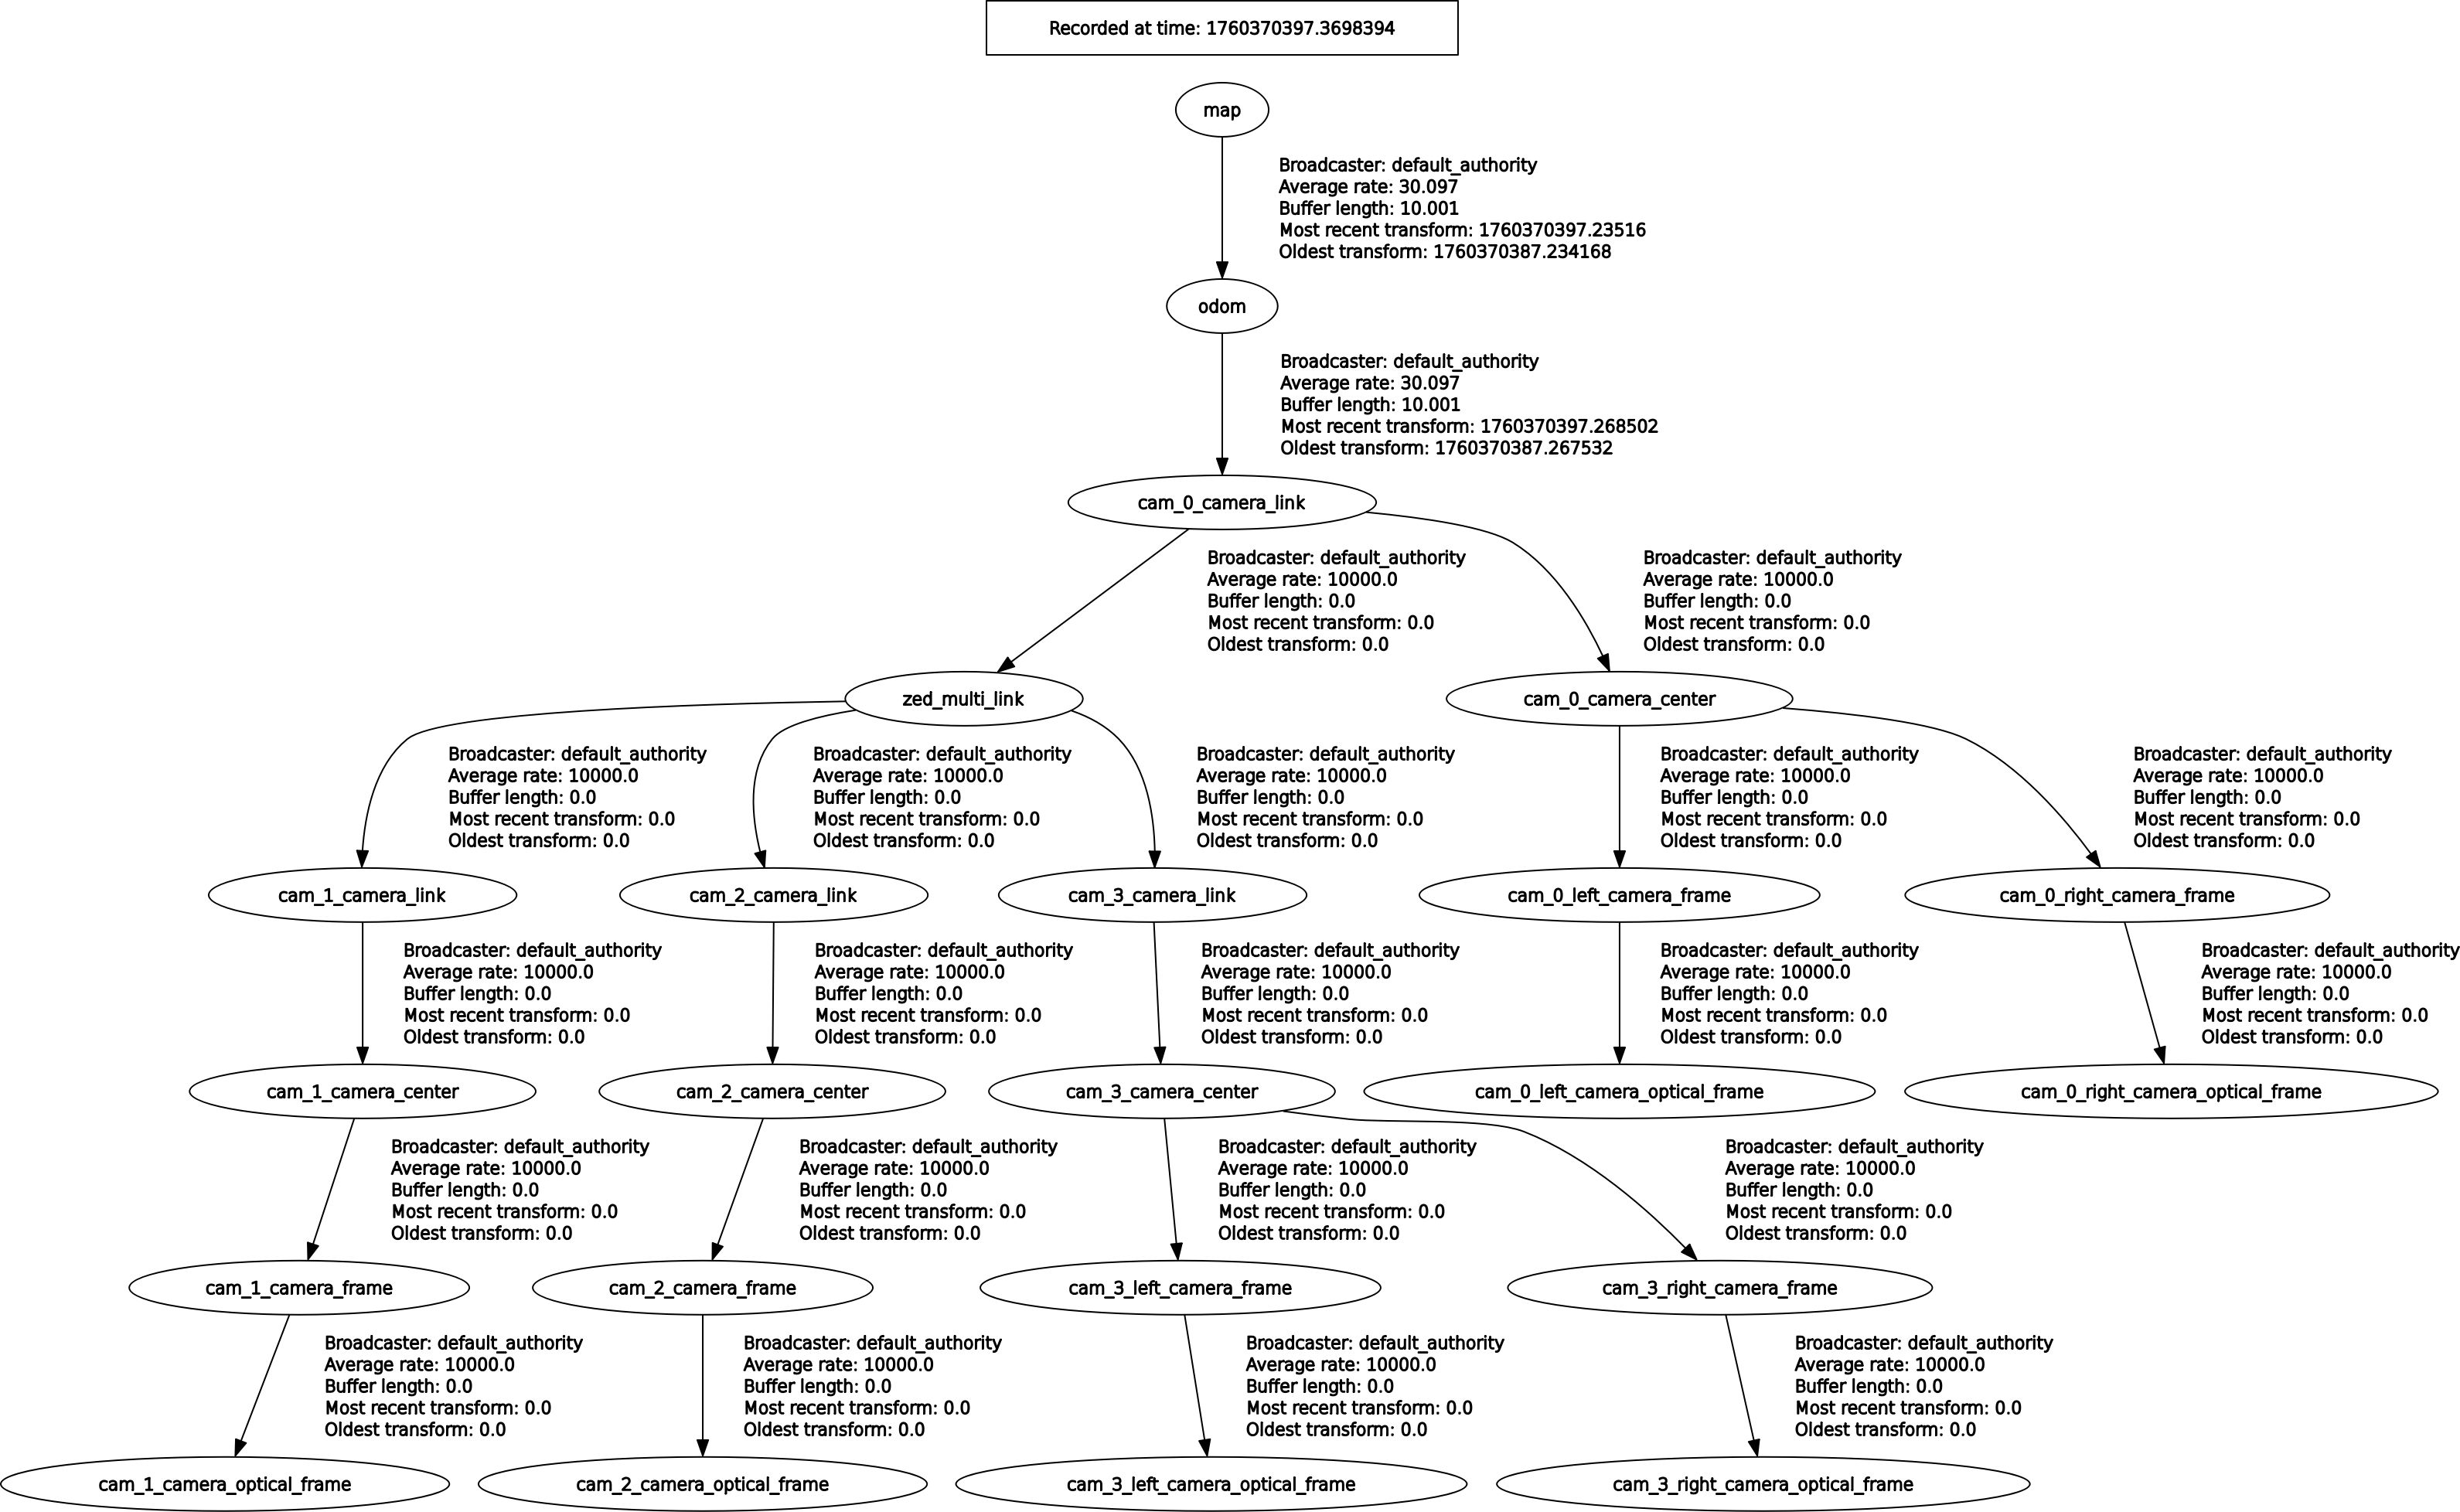 Recorded at time: 1760370397.3698394
map
Broadcaster: default_authority
Average rate: 30.097
Buffer length: 10.001
Most recent transform: 1760370397.23516
Oldest transform: 1760370387.234168
odom
Broadcaster: default_authority
Average rate: 30.097
Buffer length: 10.001
Most recent transform: 1760370397.268502
Oldest transform: 1760370387.267532
cam_0_camera_link
Broadcaster: default_authority
Average rate: 10000.0
Buffer length: 0.0
Most recent transform: 0.0
Oldest transform: 0.0
Broadcaster: default_authority
Average rate: 10000.0
Buffer length: 0.0
Most recent transform: 0.0
Oldest transform: 0.0
zed_multi_link
cam_0_camera_center
Broadcaster: default_authority
Average rate: 10000.0
Buffer length: 0.0
Most recent transform: 0.0
Oldest transform: 0.0
Broadcaster: default_authority
Average rate: 10000.0
Buffer length: 0.0
Most recent transform: 0.0
Oldest transform: 0.0
Broadcaster: default_authority
Average rate: 10000.0
Buffer length: 0.0
Most recent transform: 0.0
Oldest transform: 0.0
Broadcaster: default_authority
Average rate: 10000.0
Buffer length: 0.0
Most recent transform: 0.0
Oldest transform: 0.0
Broadcaster: default_authority
Average rate: 10000.0
Buffer length: 0.0
Most recent transform: 0.0
Oldest transform: 0.0
cam_1_camera_link
cam_2_camera_link
cam_3_camera_link
cam_0_left_camera_frame
cam_0_right_camera_frame
Broadcaster: default_authority
Average rate: 10000.0
Buffer length: 0.0
Most recent transform: 0.0
Oldest transform: 0.0
Broadcaster: default_authority
Average rate: 10000.0
Buffer length: 0.0
Most recent transform: 0.0
Oldest transform: 0.0
Broadcaster: default_authority
Average rate: 10000.0
Buffer length: 0.0
Most recent transform: 0.0
Oldest transform: 0.0
Broadcaster: default_authority
Average rate: 10000.0
Buffer length: 0.0
Most recent transform: 0.0
Oldest transform: 0.0
Broadcaster: default_authority
Average rate: 10000.0
Buffer length: 0.0
Most recent transform: 0.0
Oldest transform: 0.0
cam_1_camera_center
cam_2_camera_center
cam_3_camera_center
cam_0_left_camera_optical_frame
cam_0_right_camera_optical_frame
Broadcaster: default_authority
Average rate: 10000.0
Buffer length: 0.0
Most recent transform: 0.0
Oldest transform: 0.0
Broadcaster: default_authority
Average rate: 10000.0
Buffer length: 0.0
Most recent transform: 0.0
Oldest transform: 0.0
Broadcaster: default_authority
Average rate: 10000.0
Buffer length: 0.0
Most recent transform: 0.0
Oldest transform: 0.0
Broadcaster: default_authority
Average rate: 10000.0
Buffer length: 0.0
Most recent transform: 0.0
Oldest transform: 0.0
cam_1_camera_frame
cam_2_camera_frame
cam_3_left_camera_frame
cam_3_right_camera_frame
Broadcaster: default_authority
Average rate: 10000.0
Buffer length: 0.0
Most recent transform: 0.0
Oldest transform: 0.0
Broadcaster: default_authority
Average rate: 10000.0
Buffer length: 0.0
Most recent transform: 0.0
Oldest transform: 0.0
Broadcaster: default_authority
Average rate: 10000.0
Buffer length: 0.0
Most recent transform: 0.0
Oldest transform: 0.0
Broadcaster: default_authority
Average rate: 10000.0
Buffer length: 0.0
Most recent transform: 0.0
Oldest transform: 0.0
cam_1_camera_optical_frame
cam_2_camera_optical_frame
cam_3_left_camera_optical_frame
cam_3_right_camera_optical_frame